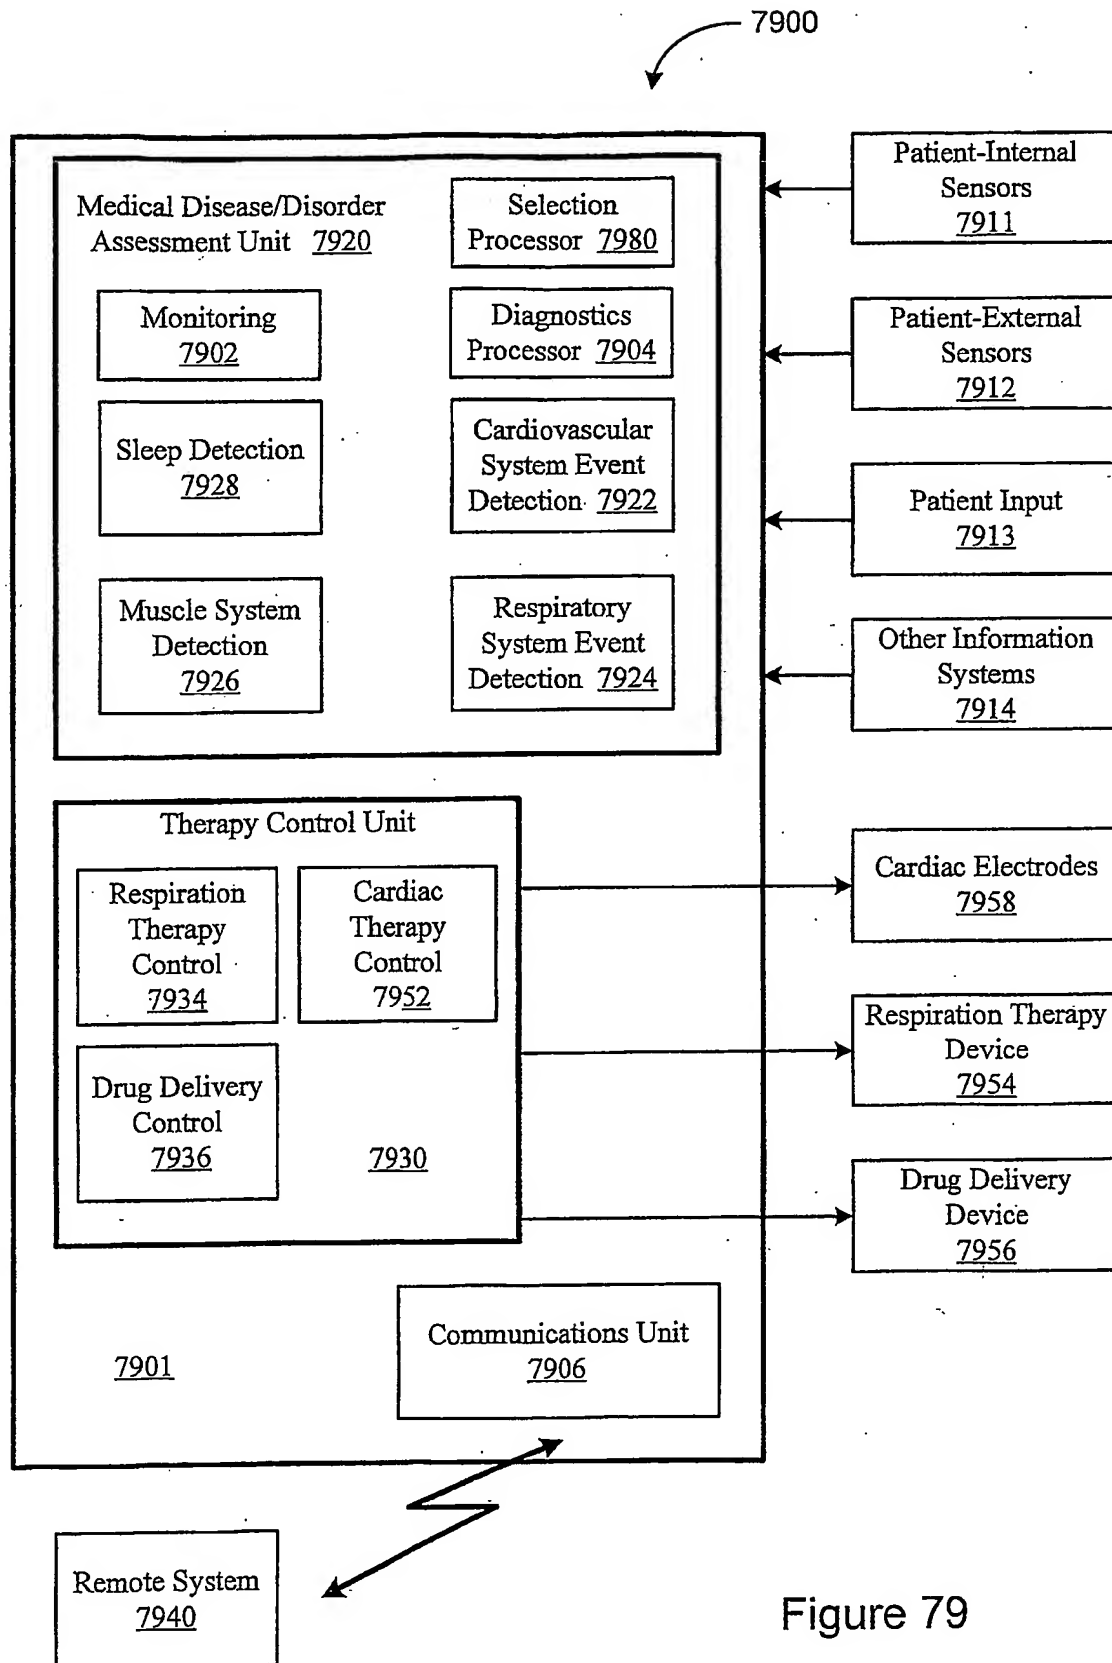 7900
Medical Disease/Disorder
Assessment Unit 7920
Selection
Processor 7980
Monitoring
7902
Diagnostics
Processor 7904
Sleep Detection
7928
Cardiovascular
System Event
Detection 7922
Muscle System
Detection
7926
Respiratory
System Event
Detection 7924
Patient-Internal
Sensors
7911
Patient-External
Sensors
7912
Patient Input
7913
Other Information
Systems
7914
Therapy Control Unit
Respiration
Therapy
Control
7934
Cardiac
Therapy
Control
7952
Drug Delivery
Control
7936
7930
Cardiac Electrodes
7958
Respiration Therapy
Device
7954
Drug Delivery
Device
7956
7901
Communications Unit
7906
Remote System
7940
Figure 79